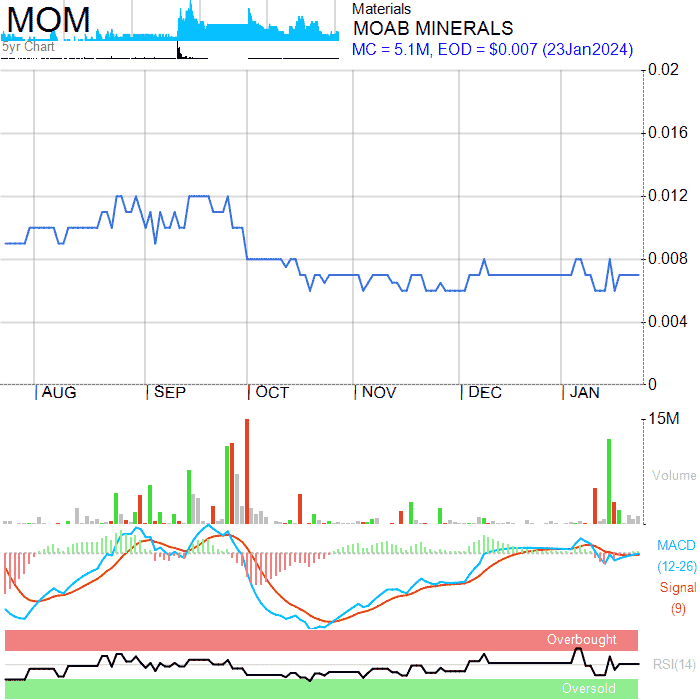 MOM
5yr Chart
Materials
MOAB MINERALS
MC = 5.1M, EOD = $0.007 (23Jan2024)
0.02
0.016
0.012
0.008
0.004
0
AUG SEP OCT NOV DEC JAN
15M
Volume
MACD
(12-26)
Signal
(9)
Overbought
RSI(14)
Oversold